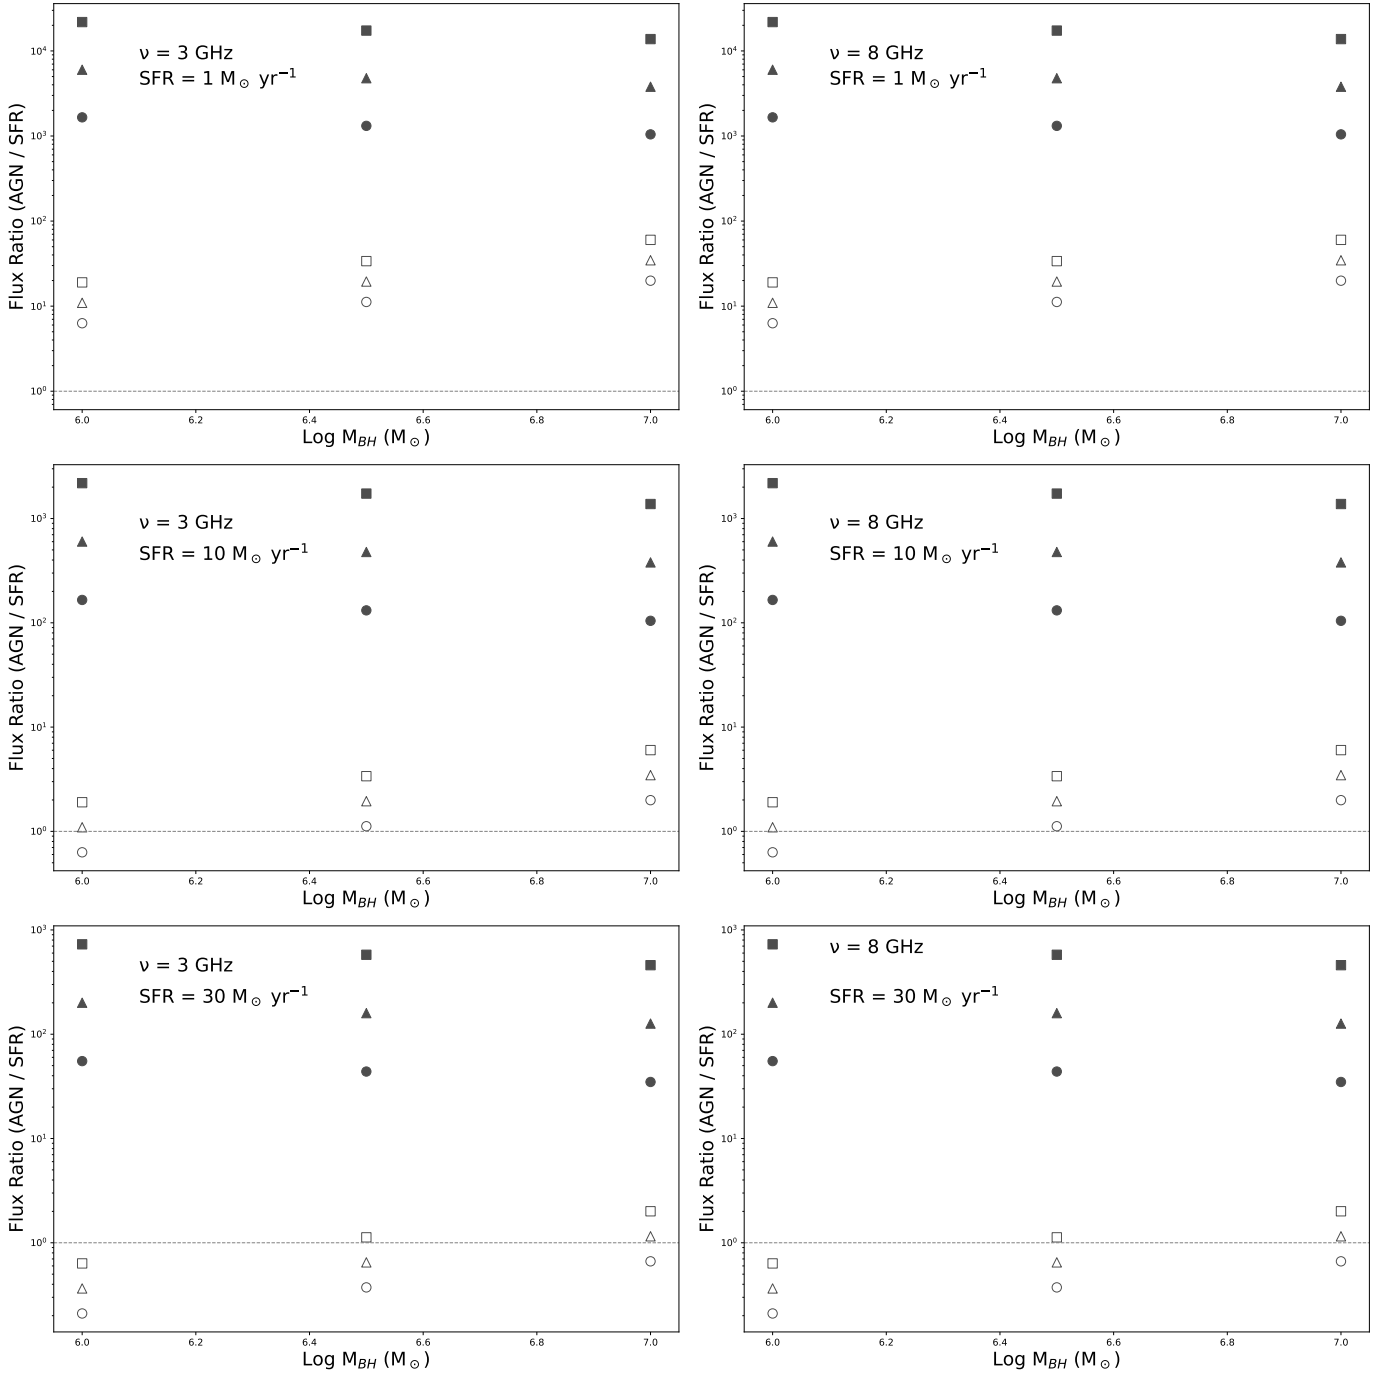 ν = 3 GHz
SFR = 1 M⊙ yr⁻¹
Flux Ratio (AGN / SFR)
10⁴
10³
10²
10¹
10⁰
6.0 6.2 6.4 6.6 6.8 7.0
Log M_BH (M⊙)
ν = 8 GHz
SFR = 1 M⊙ yr⁻¹
Flux Ratio (AGN / SFR)
10⁴
10³
10²
10¹
10⁰
6.0 6.2 6.4 6.6 6.8 7.0
Log M_BH (M⊙)
ν = 3 GHz
SFR = 10 M⊙ yr⁻¹
Flux Ratio (AGN / SFR)
10³
10²
10¹
10⁰
6.0 6.2 6.4 6.6 6.8 7.0
Log M_BH (M⊙)
ν = 8 GHz
SFR = 10 M⊙ yr⁻¹
Flux Ratio (AGN / SFR)
10³
10²
10¹
10⁰
6.0 6.2 6.4 6.6 6.8 7.0
Log M_BH (M⊙)
ν = 3 GHz
SFR = 30 M⊙ yr⁻¹
Flux Ratio (AGN / SFR)
10³
10²
10¹
10⁰
6.0 6.2 6.4 6.6 6.8 7.0
Log M_BH (M⊙)
ν = 8 GHz
SFR = 30 M⊙ yr⁻¹
Flux Ratio (AGN / SFR)
10³
10²
10¹
10⁰
6.0 6.2 6.4 6.6 6.8 7.0
Log M_BH (M⊙)